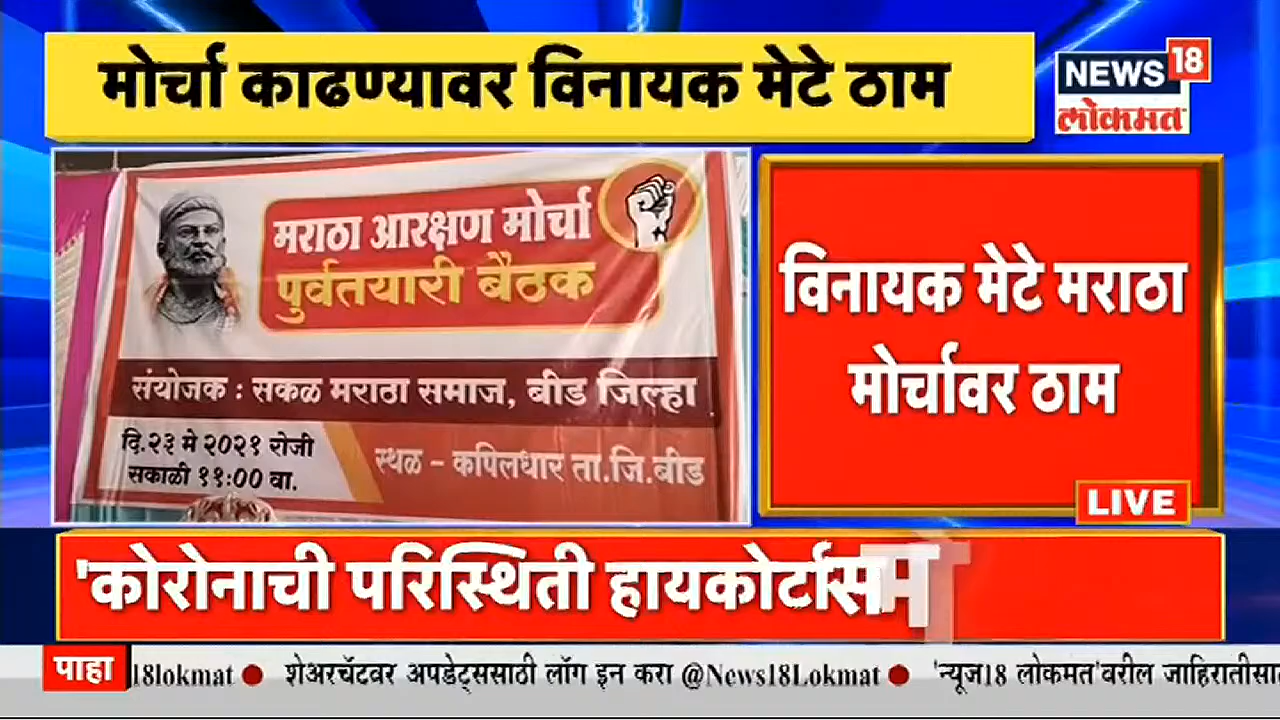 मोर्चा काढण्यावर विनायक मेटे ठाम
NEWS 18
लोकमत
मराठा आरक्षण मोर्चा
पुर्वतयारी बैठक
संयोजक : सकळ मराठा समाज, बीड जिल्हा
दि.२३ मे २०२१ रोजी
सकाळी ११:00 वा.
स्थळ - कपिलधार ता.जि.बीड
विनायक मेटे मराठा
मोर्चावर ठाम
LIVE
'कोरोनाची परिस्थिती हायकोर्टास
पाहा
18lokmat ● शेअरचॅटवर अपडेट्ससाठी लॉग इन करा @News18Lokmat ● 'न्यूज18 लोकमत'वरील